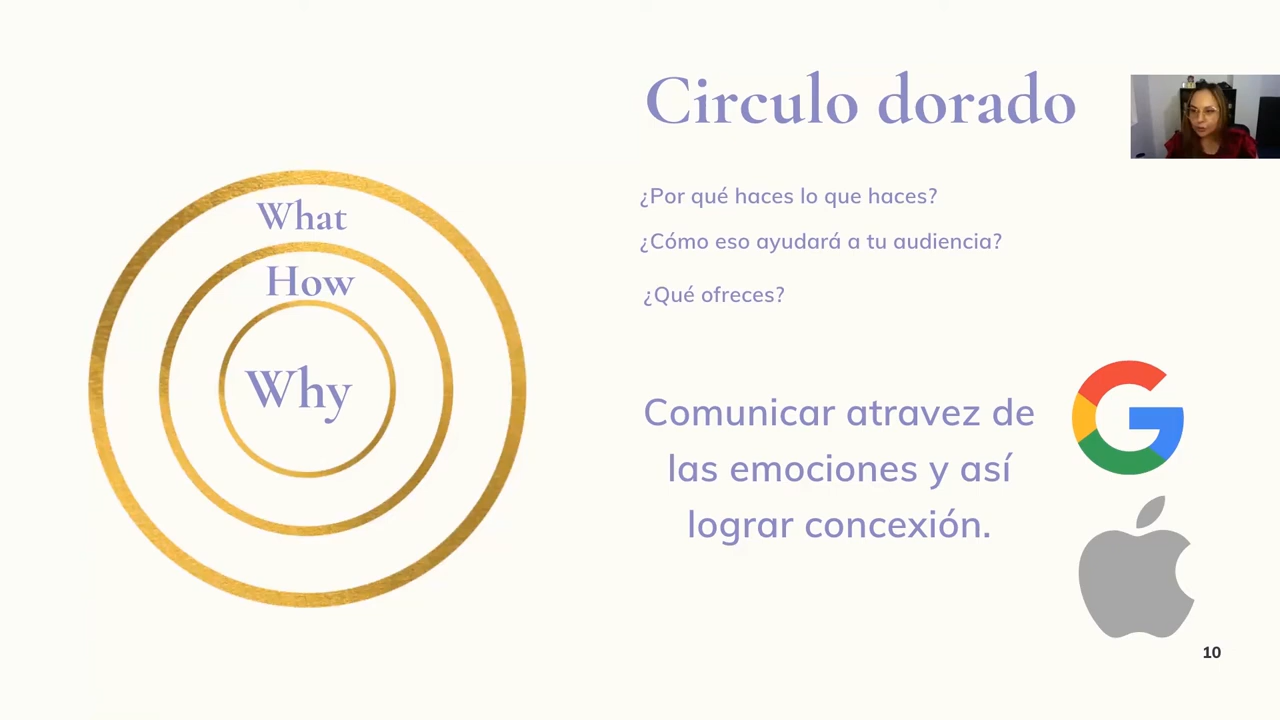 Circulo dorado
What
How
Why
¿Por qué haces lo que haces?
¿Cómo eso ayudará a tu audiencia?
¿Qué ofreces?
Comunicar atravez de
las emociones y así
lograr concexión.
10